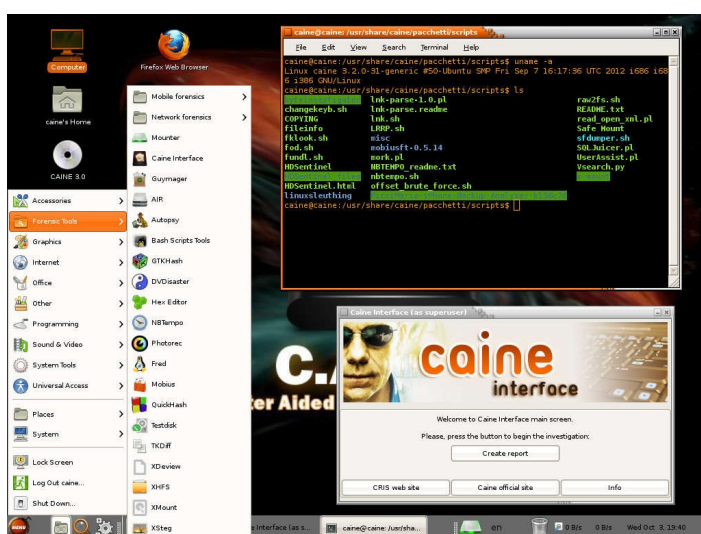 Computer
Firefox Web Browser
caine's Home
CAINE 3.0
Accessories
Forensic Tools
Graphics
Internet
Office
Other
Programming
Sound & Video
System Tools
Universal Access
Places
System
Lock Screen
Log Out caine...
Shut Down...
Mobile forensics
Network forensics
Mounter
Caine Interface
Guymager
AIR
Autopsy
Bash Scripts Tools
GTKHash
DVDisaster
Hex Editor
NBTempo
Photorec
Fred
Mobius
QuickHash
Testdisk
TKDiff
XDeview
XHFS
XMount
XSteg
caine@caine: /usr/share/caine/pacchetti/scripts
File Edit View Search Terminal Help
caine@caine:/usr/share/caine/pacchetti/scripts$ uname -a
Linux caine 3.2.0-31-generic #50-Ubuntu SMP Fri Sep 7 16:17:36 UTC 2012 i686 i68
6 i386 GNU/Linux
caine@caine:/usr/share/caine/pacchetti/scripts$ ls
lnk-parse-1.0.pl raw2fs.sh
changekeyb.sh lnk-parse.readme README.txt
COPYING lnk.sh read_open_xml.pl
fileinfo LRRP.sh Safe Mount
fklook.sh misc sfdumper.sh
fod.sh mobiusft-0.5.14 SQLJuicer.pl
fundl.sh mork.pl UserAssist.pl
HDSentinel NBTEMPO_readme.txt Vsearch.py
nbtempo.sh
HDSentinel.html offset_brute_force.sh
linuxsleuthing
caine@caine:/usr/share/caine/pacchetti/scripts$
C.
ter Aided
Caine Interface (as superuser)
caine
interface
Welcome to Caine Interface main screen.
Please, press the button to begin the investigation:
Create report
CRIS web site
Caine official site
Info
MENU
e Interface (as s...
caine@caine: /usr/sha...
en
0 B/s 0 B/s
Wed Oct 3, 19:40